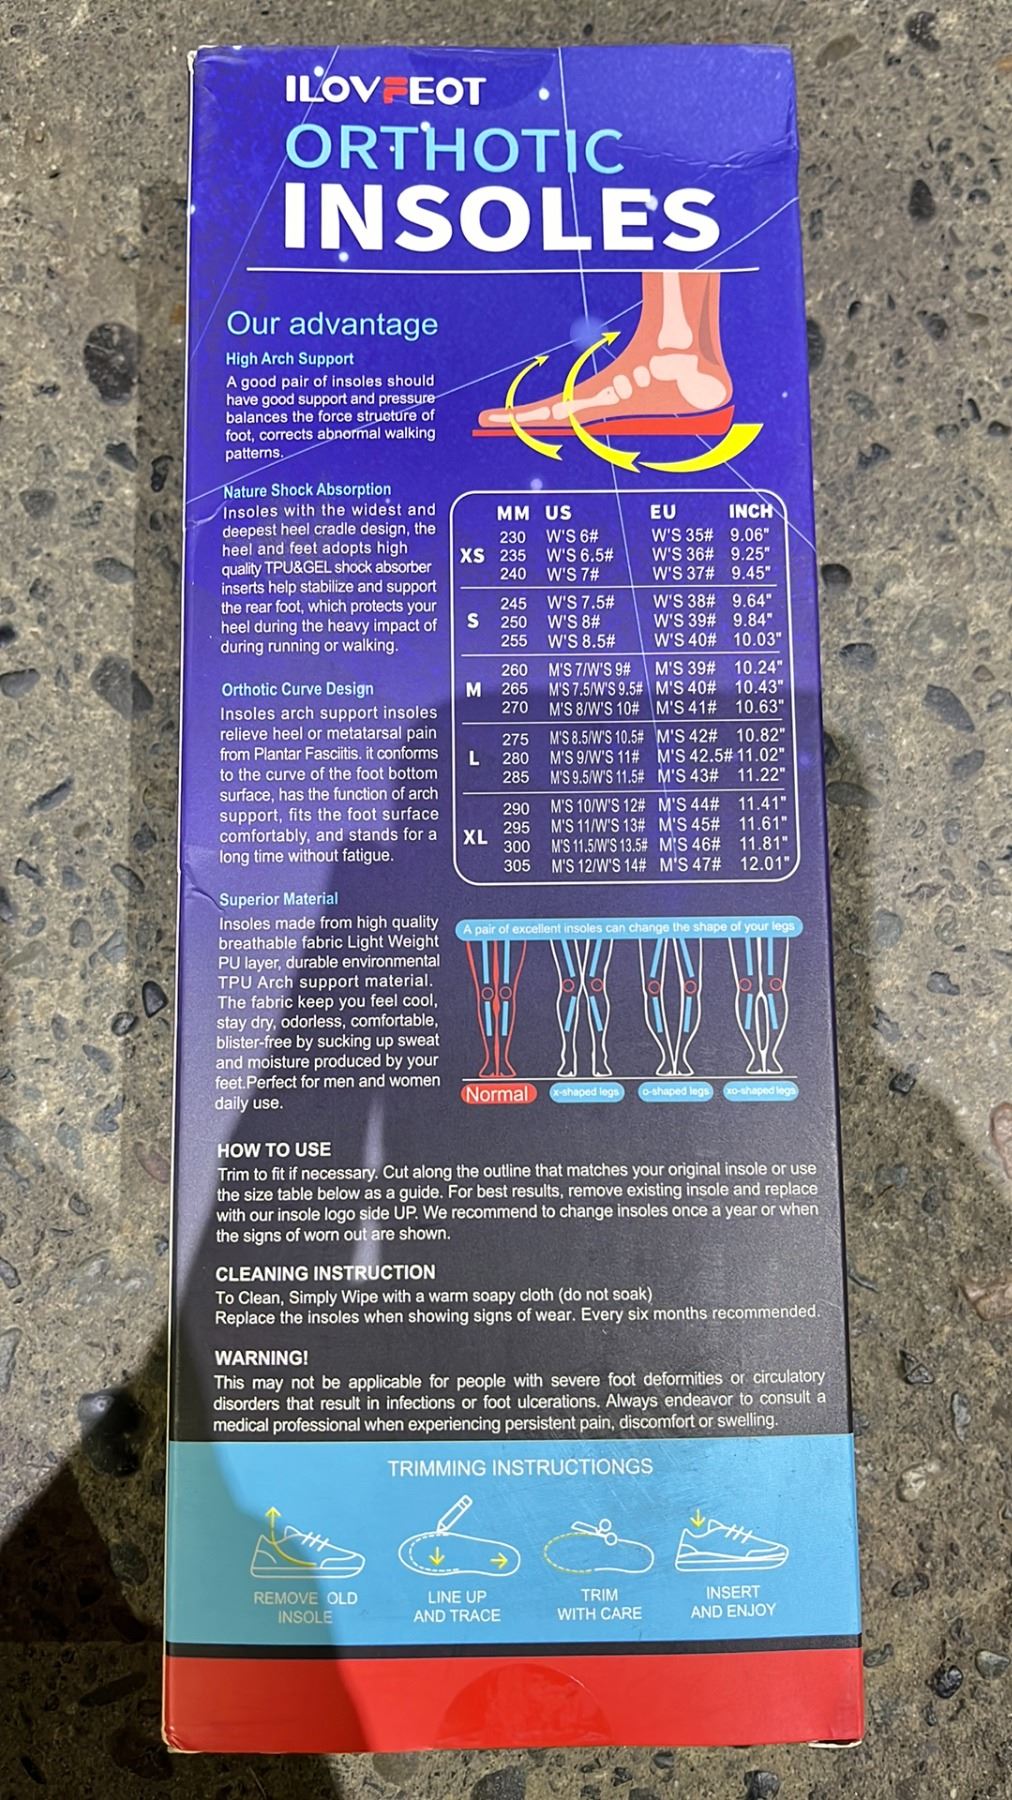 ILOVFEOT
ORTHOTIC
INSOLES
Our advantage
High Arch Support
A good pair of insoles should
have good support and pressure
balances the force structure of
foot, corrects abnormal walking
patterns.
Nature Shock Absorption
Insoles with the widest and
deepest heel cradle design, the
heel and feet adopts high
quality TPU&GEL shock absorber
inserts help stabilize and support
the rear foot, which protects your
heel during the heavy impact of
during running or walking.
Orthotic Curve Design
Insoles arch support insoles
relieve heel or metatarsal pain
from Plantar Fasciitis. it conforms
to the curve of the foot bottom
surface, has the function of arch
support, fits the foot surface
comfortably, and stands for a
long time without fatigue.
Superior Material
Insoles made from high quality
breathable fabric Light Weight
PU layer, durable environmental
TPU Arch support material.
The fabric keep you feel cool,
stay dry, odorless, comfortable,
blister-free by sucking up sweat
and moisture produced by your
feet.Perfect for men and women
daily use.
MM US EU INCH
230 W'S 6# W'S 35# 9.06"
XS 235 W'S 6.5# W'S 36# 9.25"
240 W'S 7# W'S 37# 9.45"
245 W'S 7.5# W'S 38# 9.64"
S 250 W'S 8# W'S 39# 9.84"
255 W'S 8.5# W'S 40# 10.03"
260 M'S 7/W'S 9# M'S 39# 10.24"
M 265 M'S 7.5/W'S 9.5# M'S 40# 10.43"
270 M'S 8/W'S 10# M'S 41# 10.63"
275 M'S 8.5/W'S 10.5# M'S 42# 10.82"
L 280 M'S 9/W'S 11# M'S 42.5# 11.02"
285 M'S 9.5/W'S 11.5# M'S 43# 11.22"
290 M'S 10/W'S 12# M'S 44# 11.41"
XL 295 M'S 11/W'S 13# M'S 45# 11.61"
300 M'S 11.5/W'S 13.5# M'S 46# 11.81"
305 M'S 12/W'S 14# M'S 47# 12.01"
A pair of excellent insoles can change the shape of your legs
Normal x-shaped legs o-shaped legs xo-shaped legs
HOW TO USE
Trim to fit if necessary. Cut along the outline that matches your original insole or use
the size table below as a guide. For best results, remove existing insole and replace
with our insole logo side UP. We recommend to change insoles once a year or when
the signs of worn out are shown.
CLEANING INSTRUCTION
To Clean, Simply Wipe with a warm soapy cloth (do not soak)
Replace the insoles when showing signs of wear. Every six months recommended.
WARNING!
This may not be applicable for people with severe foot deformities or circulatory
disorders that result in infections or foot ulcerations. Always endeavor to consult a
medical professional when experiencing persistent pain, discomfort or swelling.
TRIMMING INSTRUCTIONGS
REMOVE OLD
INSOLE
LINE UP
AND TRACE
TRIM
WITH CARE
INSERT
AND ENJOY